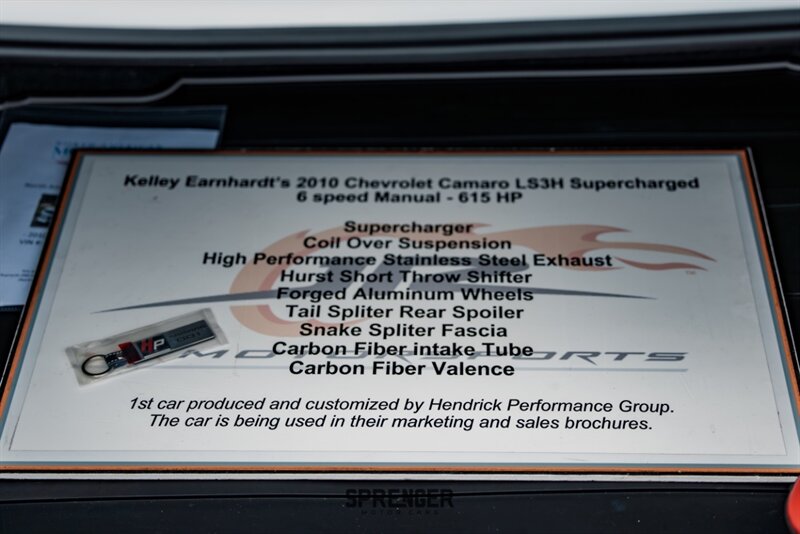 Kelley Earnhardt's 2010 Chevrolet Camaro LS3H Supercharged
6 speed Manual - 615 HP
Supercharger
Coil Over Suspension
High Performance Stainless Steel Exhaust
Hurst Short Throw Shifter
Forged Aluminum Wheels
Tail Spliter Rear Spoiler
Snake Spliter Fascia
Carbon Fiber intake Tube
MOTORSPORTS
Carbon Fiber Valence
1st car produced and customized by Hendrick Performance Group.
The car is being used in their marketing and sales brochures.
HP
SPRENGER
MOTOR CARS